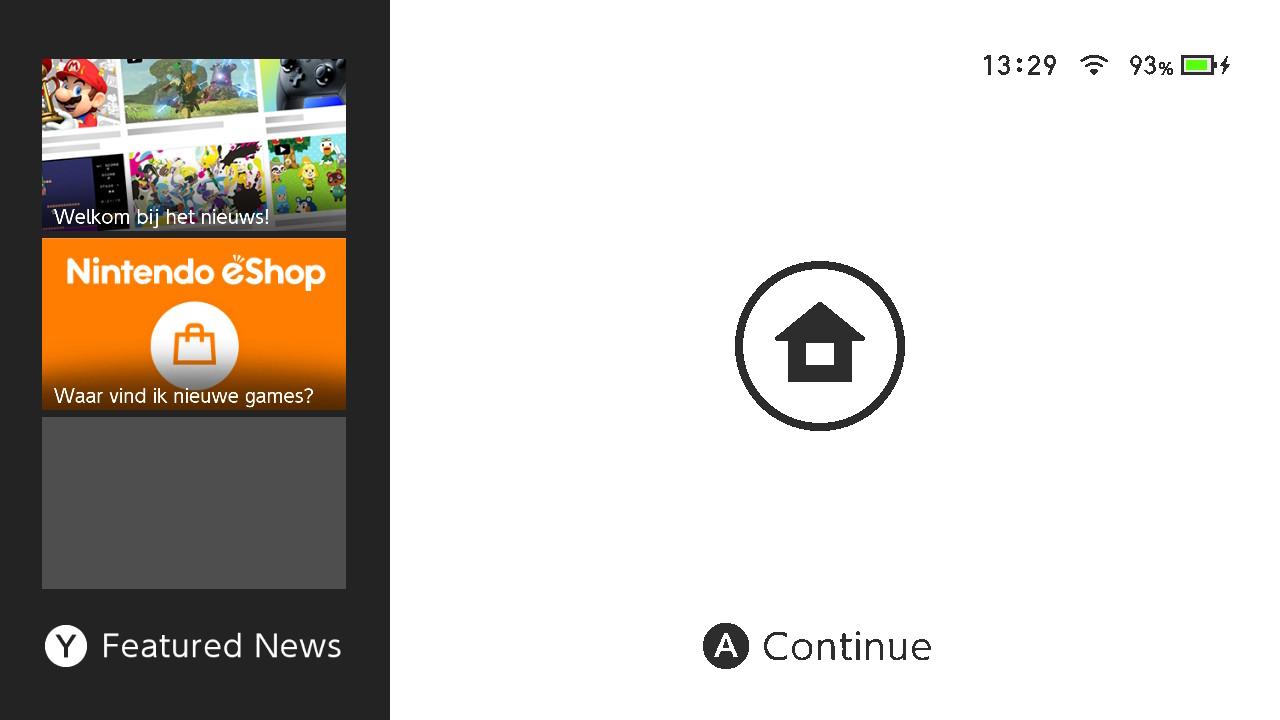 Welkom bij het nieuws!
Nintendo eShop
Waar vind ik nieuwe games?
Y Featured News
13:29 93%
A Continue